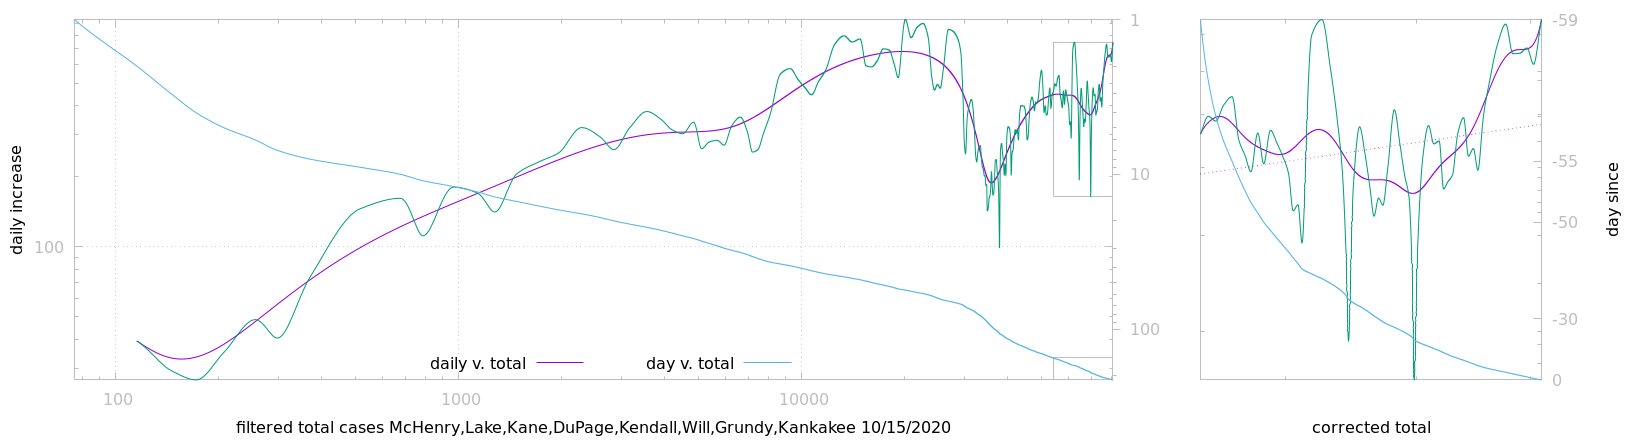 1
10
100
daily increase
100
daily v. total
day v. total
100
1000
10000
filtered total cases McHenry,Lake,Kane,DuPage,Kendall,Will,Grundy,Kankakee 10/15/2020
-59
-55
-50
-30
0
day since
corrected total